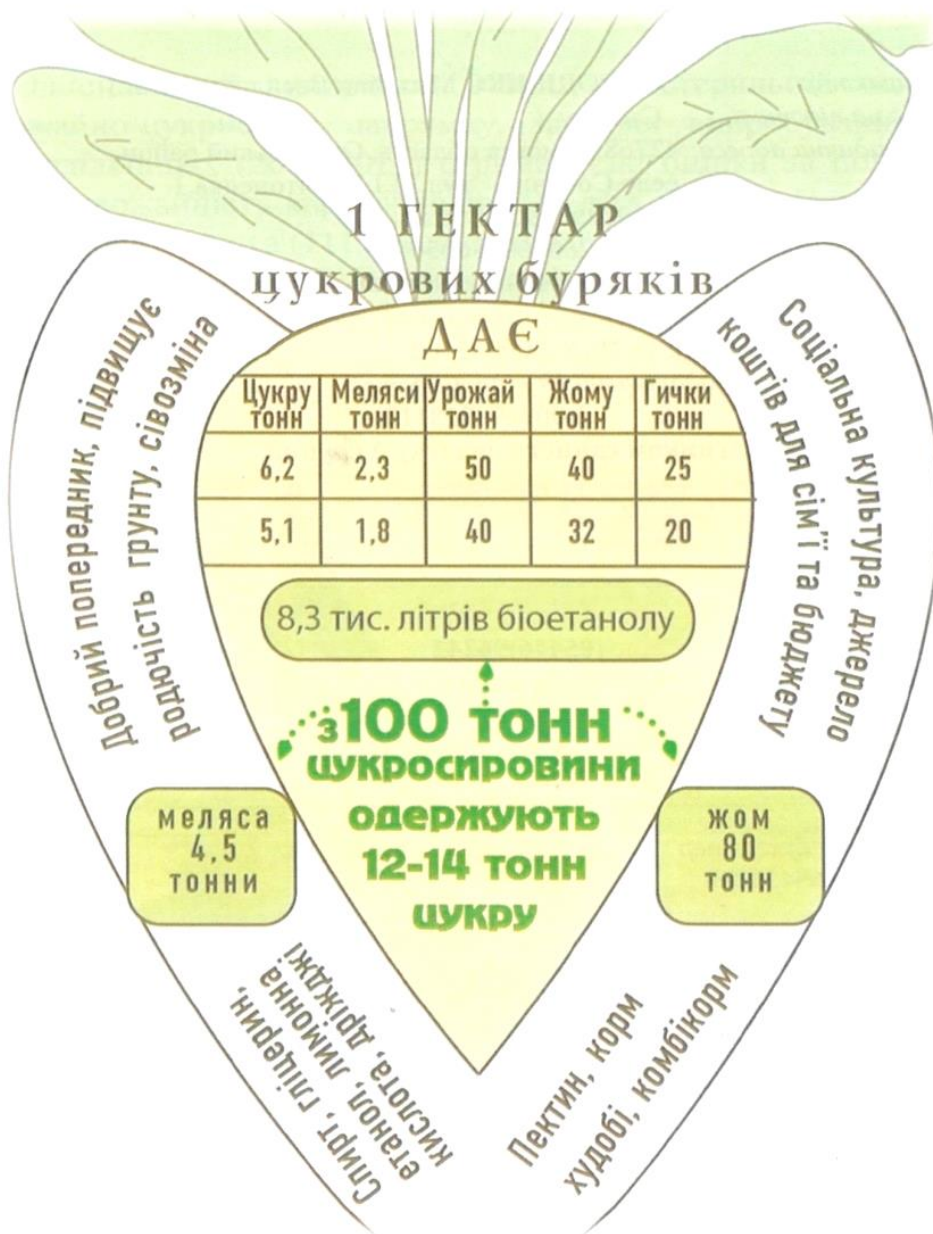 1 ГЕКТАР
цукрових буряків
ДАЄ
Цукру тонн | Меляси тонн | Урожай тонн | Жому тонн | Гички тонн
6,2 | 2,3 | 50 | 40 | 25
5,1 | 1,8 | 40 | 32 | 20
8,3 тис. літрів біоетанолу
з 100 тонн
цукросировини
одержують
12-14 тонн
цукру
Добрий попередник, підвищує
родючість грунту, сівозміна
Соціальна культура, джерело
коштів для сім'ї та бюджету
меляса
4,5
тонни
жом
80
тонн
Спирт, гліцерин,
етанол, лимонна
кислота, дріжджі
Пектин, корм
худобі, комбікорм